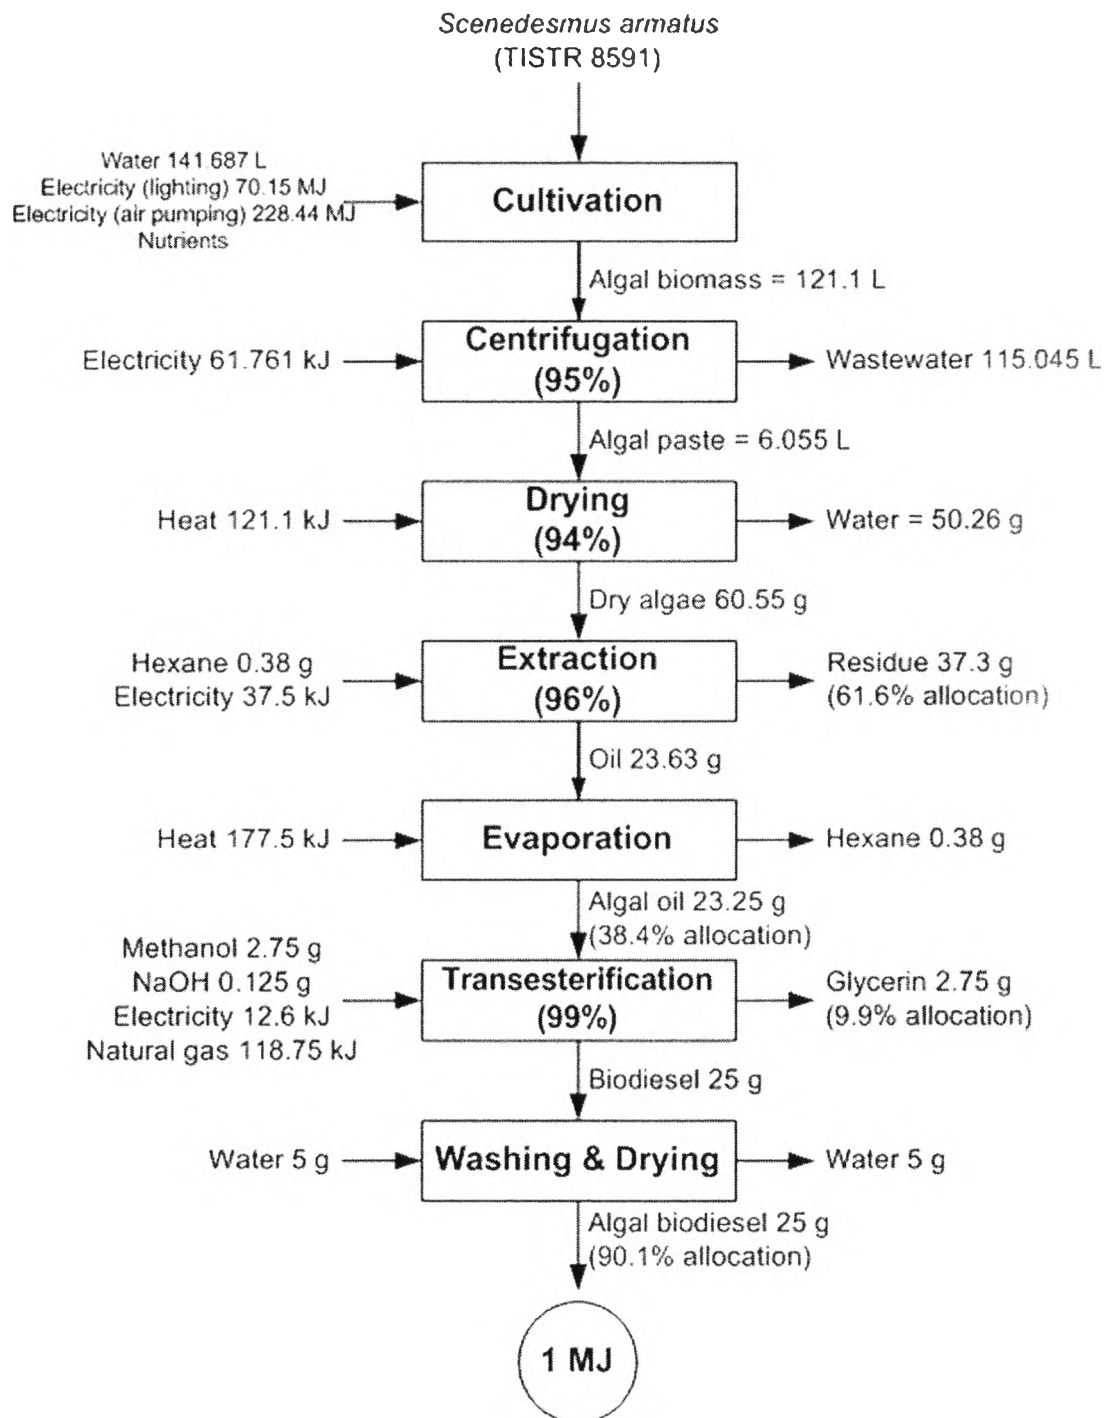 Scenedesmus armatus
(TISTR 8591)
Water 141.687 L
Electricity (lighting) 70.15 MJ
Electricity (air pumping) 228.44 MJ
Nutrients
Cultivation
Algal biomass = 121.1 L
Electricity 61.761 kJ
Centrifugation
(95%)
Wastewater 115.045 L
Algal paste = 6.055 L
Heat 121.1 kJ
Drying
(94%)
Water = 50.26 g
Dry algae 60.55 g
Hexane 0.38 g
Electricity 37.5 kJ
Extraction
(96%)
Residue 37.3 g
(61.6% allocation)
Oil 23.63 g
Heat 177.5 kJ
Evaporation
Hexane 0.38 g
Algal oil 23.25 g
(38.4% allocation)
Methanol 2.75 g
NaOH 0.125 g
Electricity 12.6 kJ
Natural gas 118.75 kJ
Transesterification
(99%)
Glycerin 2.75 g
(9.9% allocation)
Biodiesel 25 g
Water 5 g
Washing & Drying
Water 5 g
Algal biodiesel 25 g
(90.1% allocation)
1 MJ